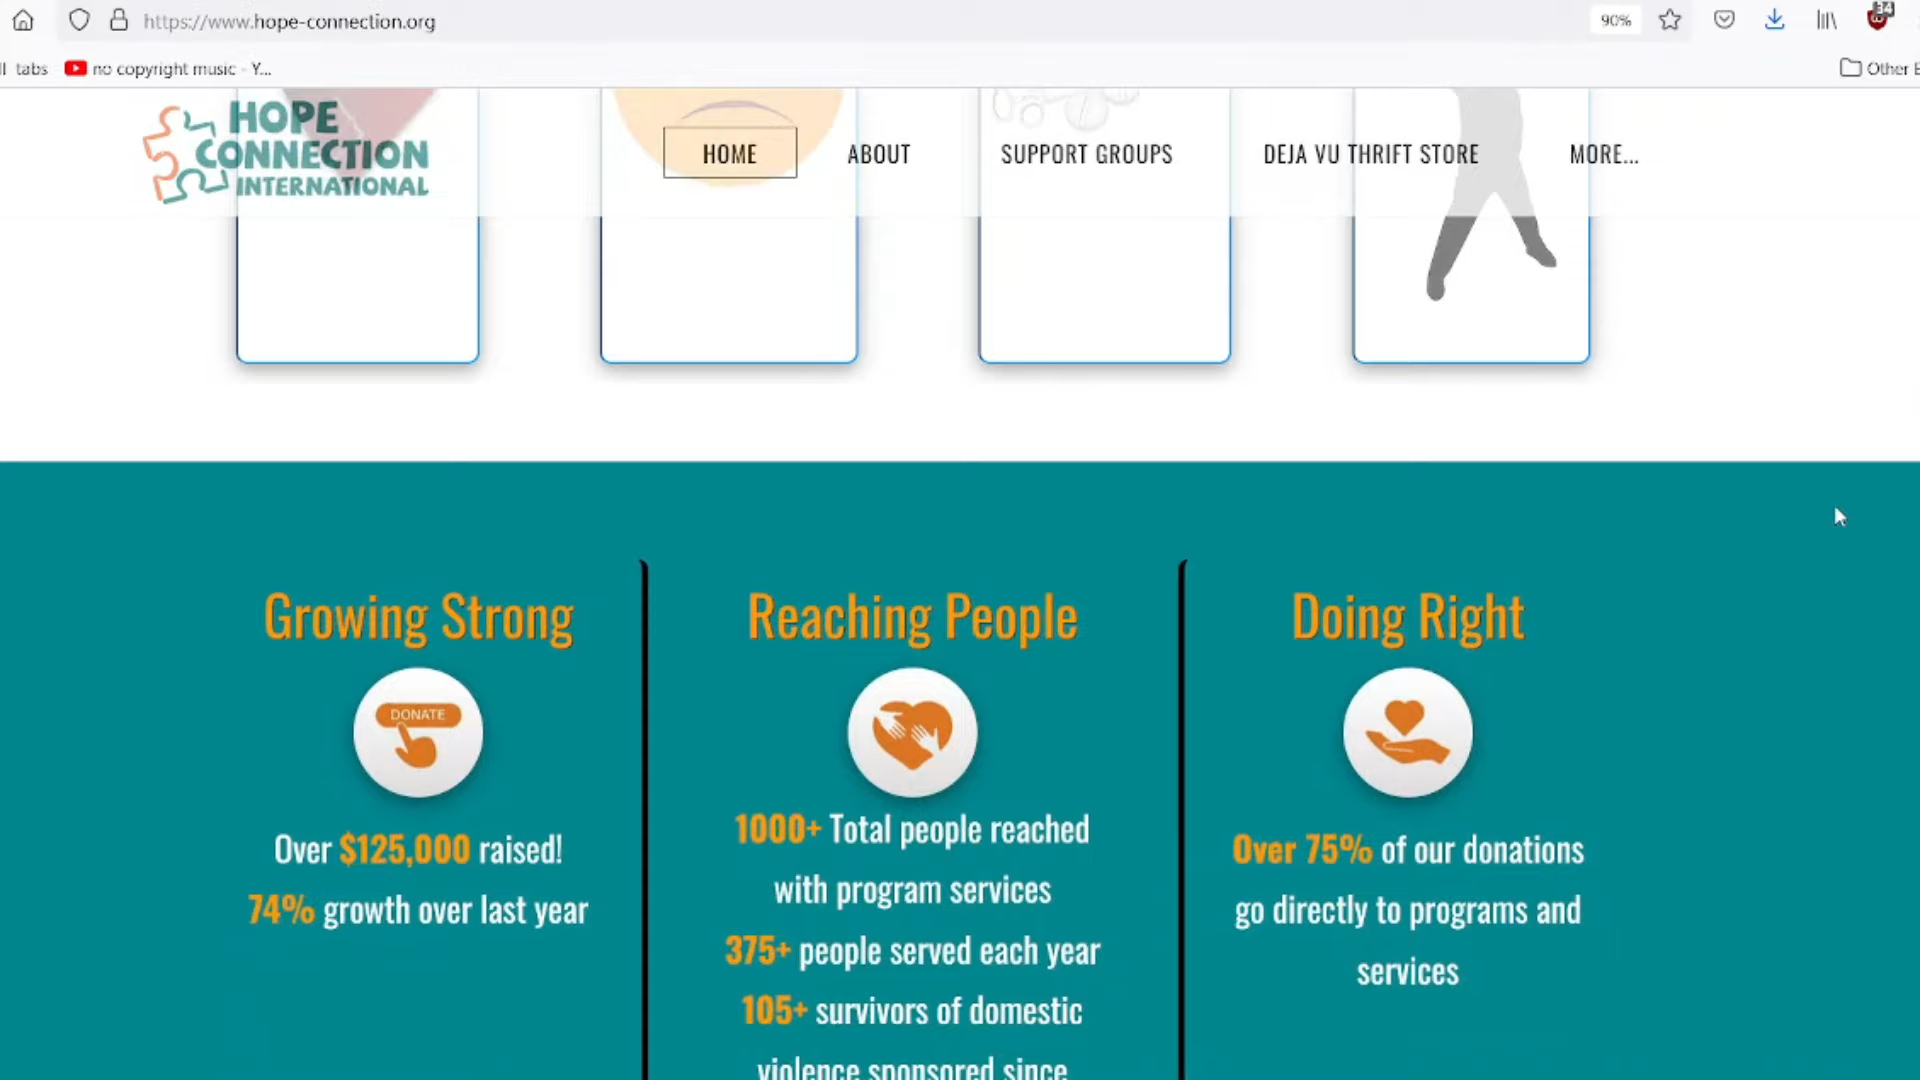 https://www.hope-connection.org
90%
34
tabs
no copyright music - Y...
Other
HOPE
CONNECTION
INTERNATIONAL
HOME
ABOUT
SUPPORT GROUPS
DEJA VU THRIFT STORE
MORE...
Growing Strong
DONATE
Over $125,000 raised!
74% growth over last year
Reaching People
1000+ Total people reached
with program services
375+ people served each year
105+ survivors of domestic
violence sponsored since
Doing Right
Over 75% of our donations
go directly to programs and
services